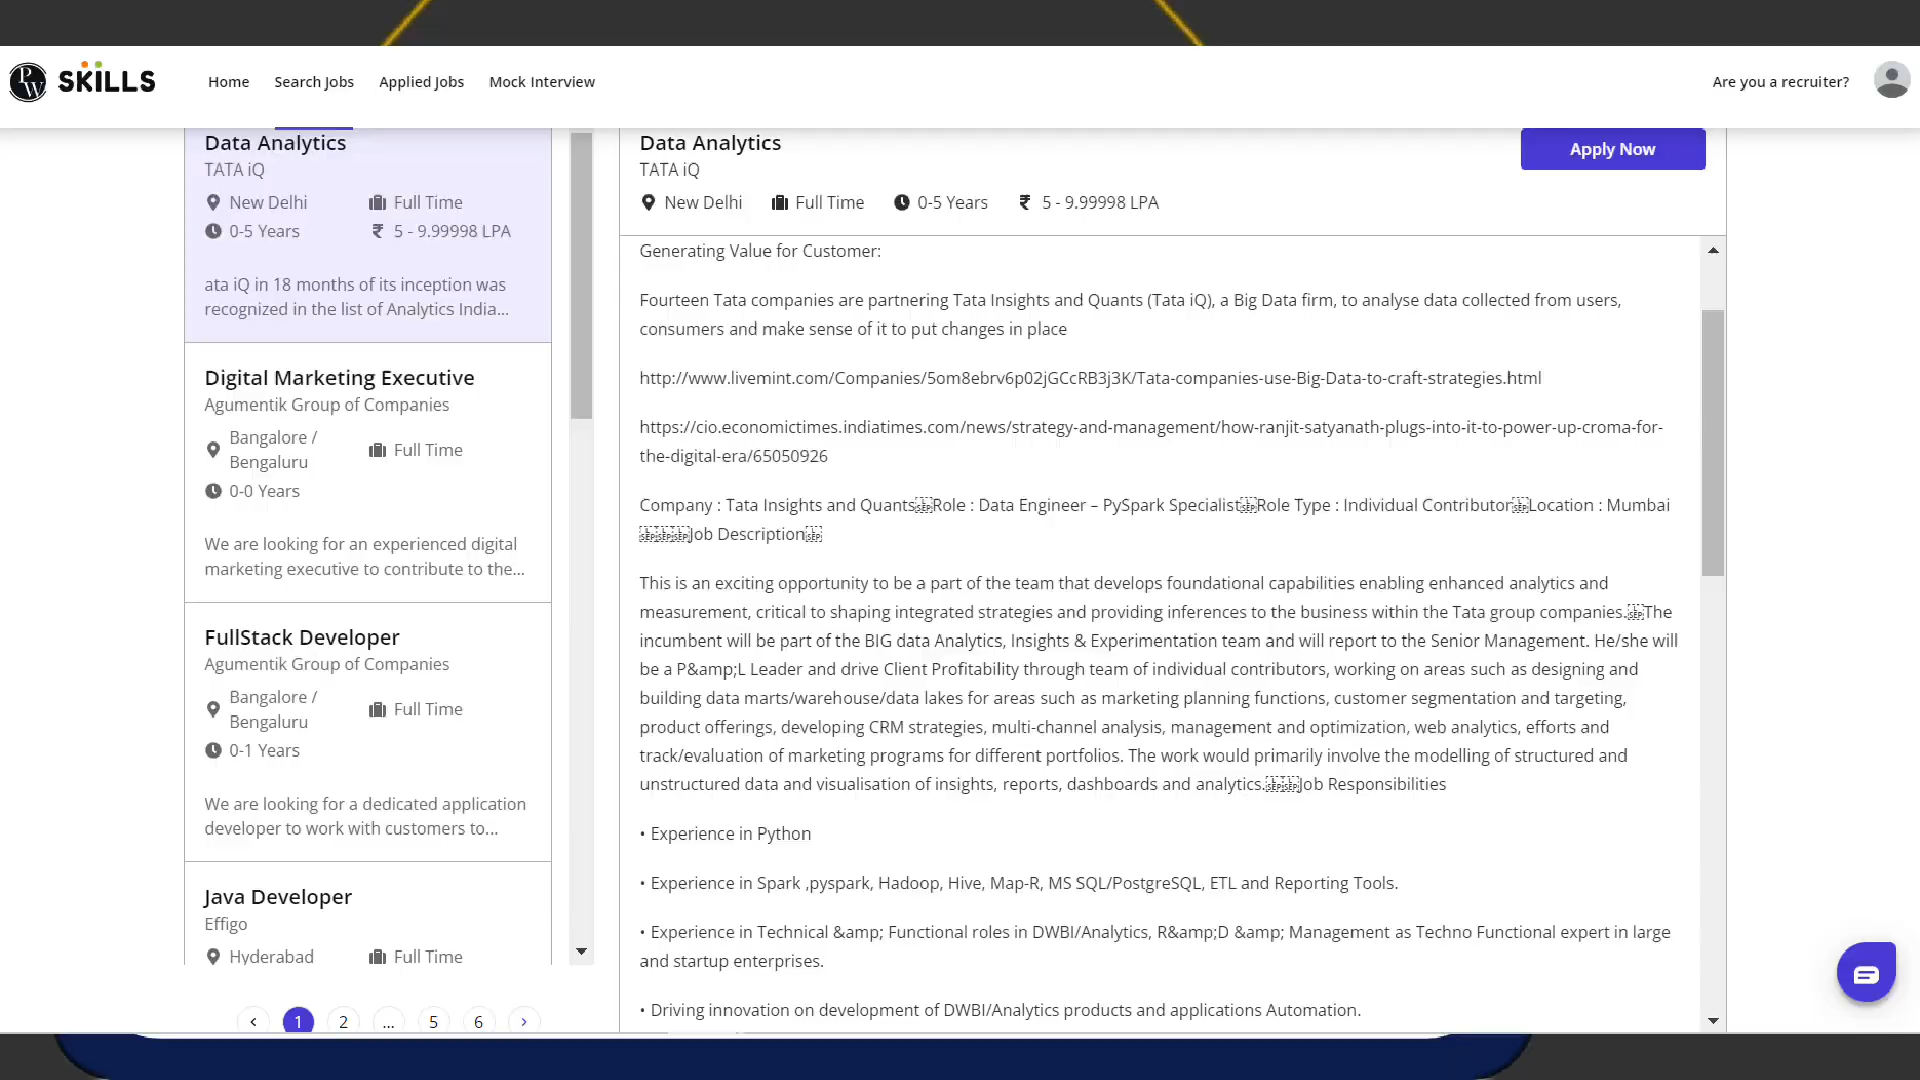 PW SKILLS
Home
Search Jobs
Applied Jobs
Mock Interview
Are you a recruiter?
Data Analytics
TATA iQ
New Delhi
Full Time
0-5 Years
₹ 5 - 9.99998 LPA
ata iQ in 18 months of its inception was
recognized in the list of Analytics India...
Digital Marketing Executive
Agumentik Group of Companies
Bangalore /
Bengaluru
Full Time
0-0 Years
We are looking for an experienced digital
marketing executive to contribute to the...
FullStack Developer
Agumentik Group of Companies
Bangalore /
Bengaluru
Full Time
0-1 Years
We are looking for a dedicated application
developer to work with customers to...
Java Developer
Effigo
Hyderabad
Full Time
< 1 2 ... 5 6 >
Data Analytics
TATA iQ
Apply Now
New Delhi
Full Time
0-5 Years
₹ 5 - 9.99998 LPA
Generating Value for Customer:
Fourteen Tata companies are partnering Tata Insights and Quants (Tata iQ), a Big Data firm, to analyse data collected from users,
consumers and make sense of it to put changes in place
http://www.livemint.com/Companies/5om8ebrv6p02jGCcRB3j3K/Tata-companies-use-Big-Data-to-craft-strategies.html
https://cio.economictimes.indiatimes.com/news/strategy-and-management/how-ranjit-satyanath-plugs-into-it-to-power-up-croma-for-
the-digital-era/65050926
Company : Tata Insights and Quants Role : Data Engineer – PySpark Specialist Role Type : Individual Contributor Location : Mumbai
Job Description
This is an exciting opportunity to be a part of the team that develops foundational capabilities enabling enhanced analytics and
measurement, critical to shaping integrated strategies and providing inferences to the business within the Tata group companies. The
incumbent will be part of the BIG data Analytics, Insights & Experimentation team and will report to the Senior Management. He/she will
be a P&amp;L Leader and drive Client Profitability through team of individual contributors, working on areas such as designing and
building data marts/warehouse/data lakes for areas such as marketing planning functions, customer segmentation and targeting,
product offerings, developing CRM strategies, multi-channel analysis, management and optimization, web analytics, efforts and
track/evaluation of marketing programs for different portfolios. The work would primarily involve the modelling of structured and
unstructured data and visualisation of insights, reports, dashboards and analytics. Job Responsibilities
• Experience in Python
• Experience in Spark ,pyspark, Hadoop, Hive, Map-R, MS SQL/PostgreSQL, ETL and Reporting Tools.
• Experience in Technical &amp; Functional roles in DWBI/Analytics, R&amp;D &amp; Management as Techno Functional expert in large
and startup enterprises.
• Driving innovation on development of DWBI/Analytics products and applications Automation.